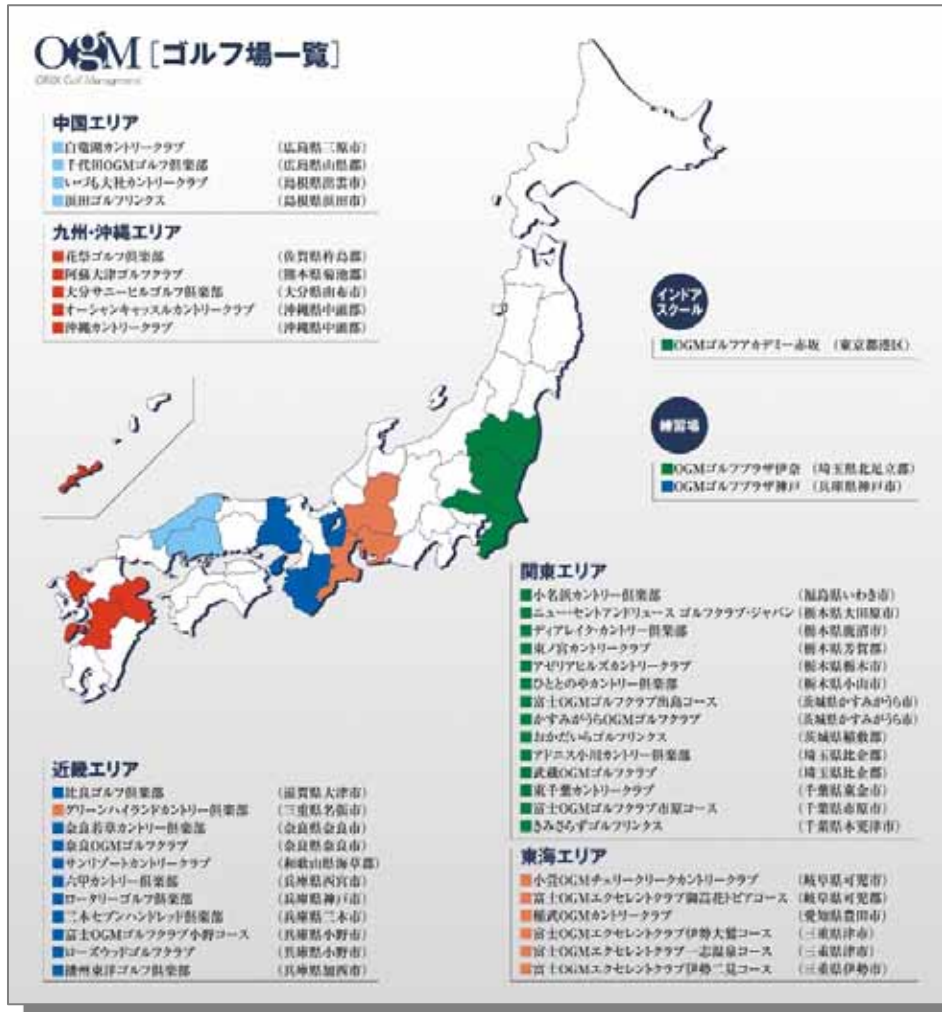 OgM [ゴルフ場一覧]
ORIX Golf Management
中国エリア
■白竜湖カントリークラブ （広島県三原市）
■千代田OGMゴルフ倶楽部 （広島県山県郡）
■いづも大社カントリークラブ （島根県出雲市）
■浜田ゴルフリンクス （島根県浜田市）
九州・沖縄エリア
■花祭ゴルフ倶楽部 （佐賀県杵島郡）
■阿蘇大津ゴルフクラブ （熊本県菊池郡）
■大分サニーヒルゴルフ倶楽部 （大分県由布市）
■オーシャンキャッスルカントリークラブ （沖縄県中頭郡）
■沖縄カントリークラブ （沖縄県中頭郡）
インドア
スクール
■OGMゴルフアカデミー赤坂 （東京都港区）
練習場
■OGMゴルフプラザ伊奈 （埼玉県北足立郡）
■OGMゴルフプラザ神戸 （兵庫県神戸市）
関東エリア
■小名浜カントリー倶楽部 （福島県いわき市）
■ニュー・セントアンドリュース ゴルフクラブ・ジャパン （栃木県大田原市）
■ディアレイク・カントリー倶楽部 （栃木県鹿沼市）
■東ノ宮カントリークラブ （栃木県芳賀郡）
■アゼリアヒルズカントリークラブ （栃木県栃木市）
■ひととのやカントリー倶楽部 （栃木県小山市）
■富士OGMゴルフクラブ出島コース （茨城県かすみがうら市）
■かすみがうらOGMゴルフクラブ （茨城県かすみがうら市）
■おかだいらゴルフリンクス （茨城県稲敷郡）
■アドニス小川カントリー倶楽部 （埼玉県比企郡）
■武蔵OGMゴルフクラブ （埼玉県比企郡）
■東千葉カントリークラブ （千葉県東金市）
■富士OGMゴルフクラブ市原コース （千葉県市原市）
■きみさらずゴルフリンクス （千葉県木更津市）
近畿エリア
■比良ゴルフ倶楽部 （滋賀県大津市）
■グリーンハイランドカントリー倶楽部 （三重県名張市）
■奈良若草カントリー倶楽部 （奈良県奈良市）
■奈良OGMゴルフクラブ （奈良県奈良市）
■サンリゾートカントリークラブ （和歌山県海草郡）
■六甲カントリー倶楽部 （兵庫県西宮市）
■ロータリーゴルフ倶楽部 （兵庫県神戸市）
■三木セブンハンドレッド倶楽部 （兵庫県三木市）
■富士OGMゴルフクラブ小野コース （兵庫県小野市）
■ローズウッドゴルフクラブ （兵庫県小野市）
■播州東洋ゴルフ倶楽部 （兵庫県加西市）
東海エリア
■小萱OGMチェリークリークカントリークラブ （岐阜県可児市）
■富士OGMエクセレントクラブ御嵩花トピアコース （岐阜県可児郡）
■稲武OGMカントリークラブ （愛知県豊田市）
■富士OGMエクセレントクラブ伊勢大鷲コース （三重県津市）
■富士OGMエクセレントクラブ一志温泉コース （三重県津市）
■富士OGMエクセレントクラブ伊勢二見コース （三重県伊勢市）